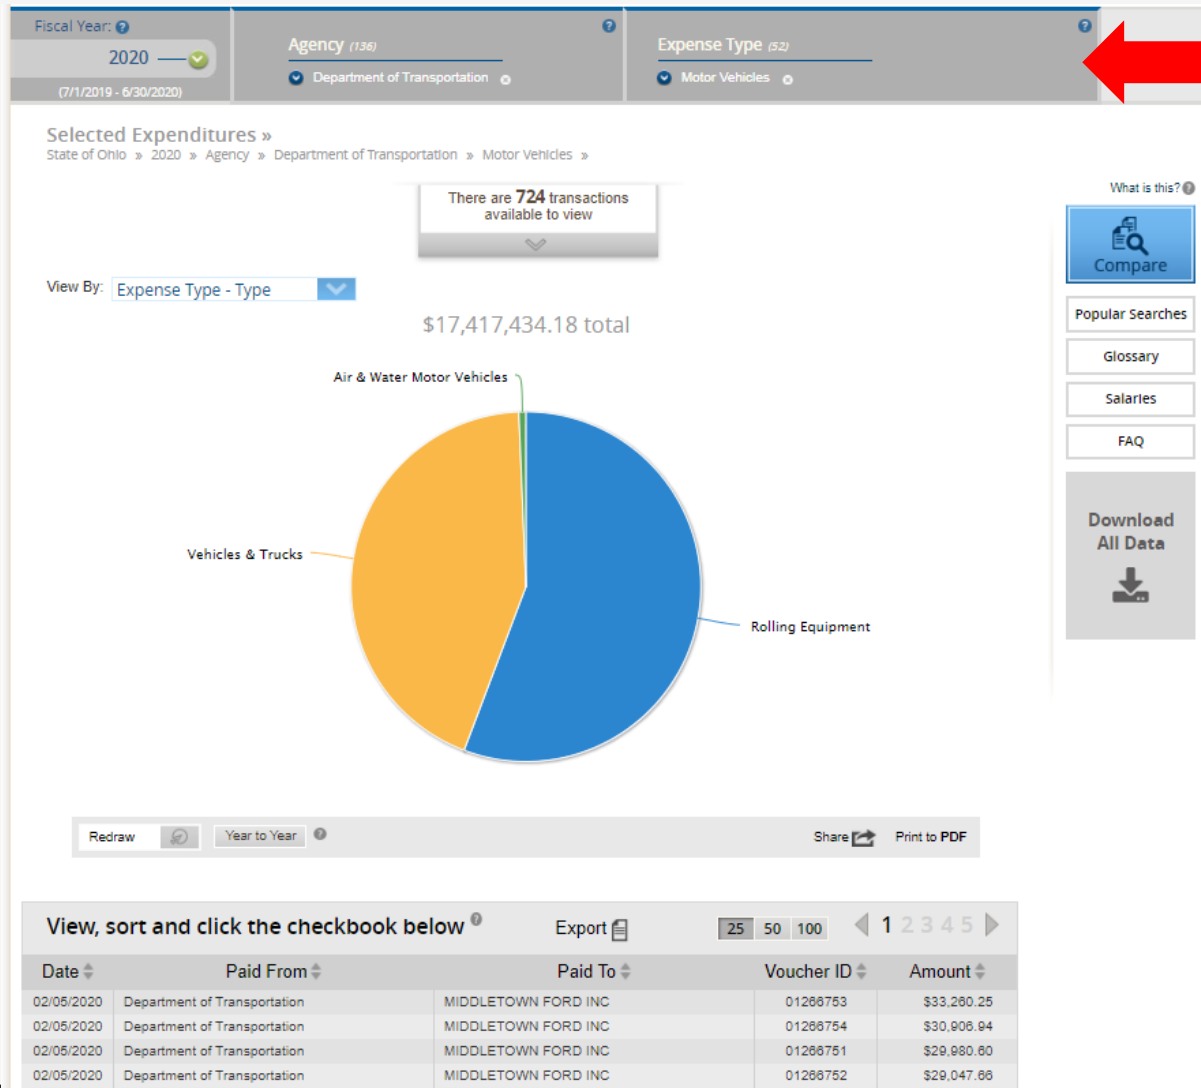 Fiscal Year:
2020
(7/1/2019 - 6/30/2020)
Agency (136)
Department of Transportation
Expense Type (52)
Motor Vehicles
Selected Expenditures »
State of Ohio » 2020 » Agency » Department of Transportation » Motor Vehicles »
There are 724 transactions
available to view
What is this?
Compare
Popular Searches
Glossary
Salaries
FAQ
Download
All Data
View By: Expense Type - Type
$17,417,434.18 total
Air & Water Motor Vehicles
Vehicles & Trucks
Rolling Equipment
Redraw Year to Year Share Print to PDF
View, sort and click the checkbook below Export 25 50 100 1 2 3 4 5
Date Paid From Paid To Voucher ID Amount
02/05/2020 Department of Transportation MIDDLETOWN FORD INC 01266753 $33,260.25
02/05/2020 Department of Transportation MIDDLETOWN FORD INC 01266754 $30,906.94
02/05/2020 Department of Transportation MIDDLETOWN FORD INC 01266751 $29,980.60
02/05/2020 Department of Transportation MIDDLETOWN FORD INC 01266752 $29,047.66